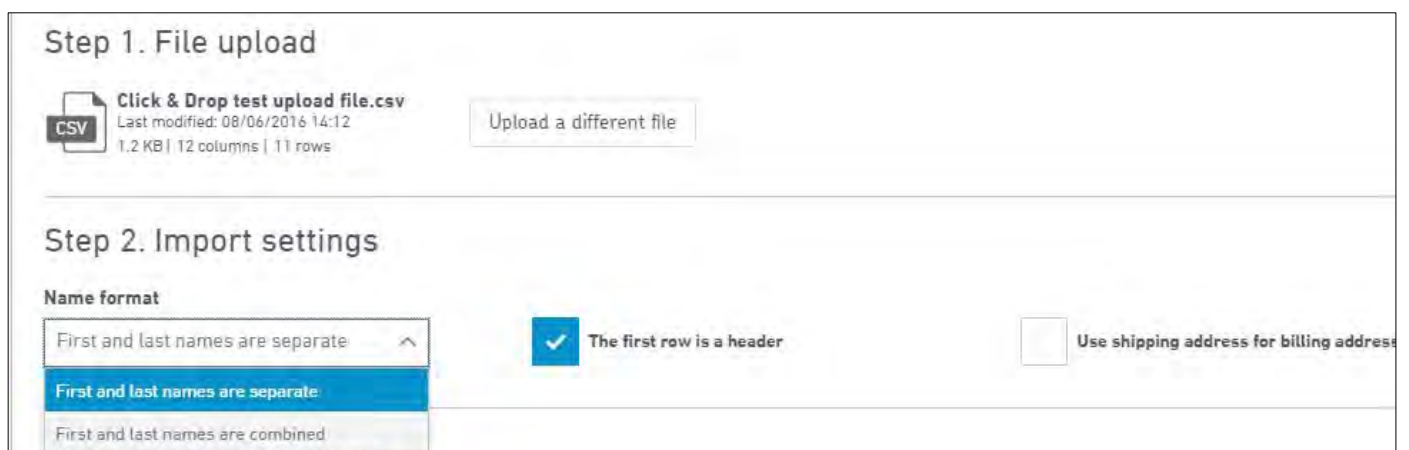 Step 1. File upload
Click & Drop test upload file.csv
CSV
Last modified: 08/06/2016 14:12
1.2 KB | 12 columns | 11 rows
Upload a different file
Step 2. Import settings
Name format
First and last names are separate
The first row is a header
Use shipping address for billing address
First and last names are separate
First and last names are combined